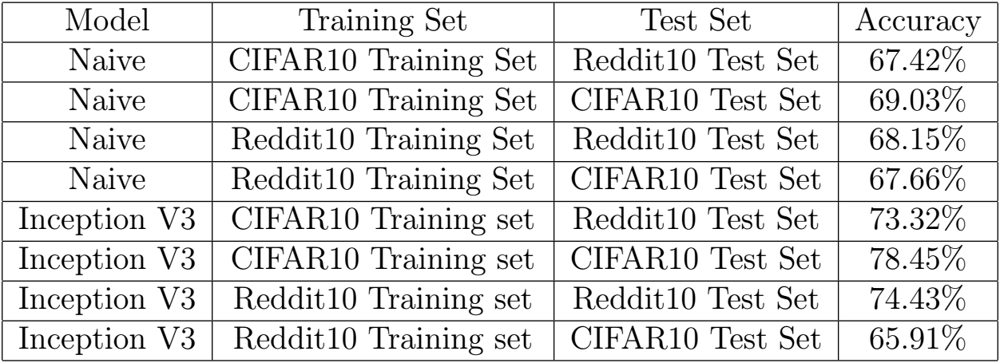 Model Training Set Test Set Accuracy
Naive CIFAR10 Training Set Reddit10 Test Set 67.42%
Naive CIFAR10 Training Set CIFAR10 Test Set 69.03%
Naive Reddit10 Training Set Reddit10 Test Set 68.15%
Naive Reddit10 Training Set CIFAR10 Test Set 67.66%
Inception V3 CIFAR10 Training set Reddit10 Test Set 73.32%
Inception V3 CIFAR10 Training set CIFAR10 Test Set 78.45%
Inception V3 Reddit10 Training set Reddit10 Test Set 74.43%
Inception V3 Reddit10 Training set CIFAR10 Test Set 65.91%